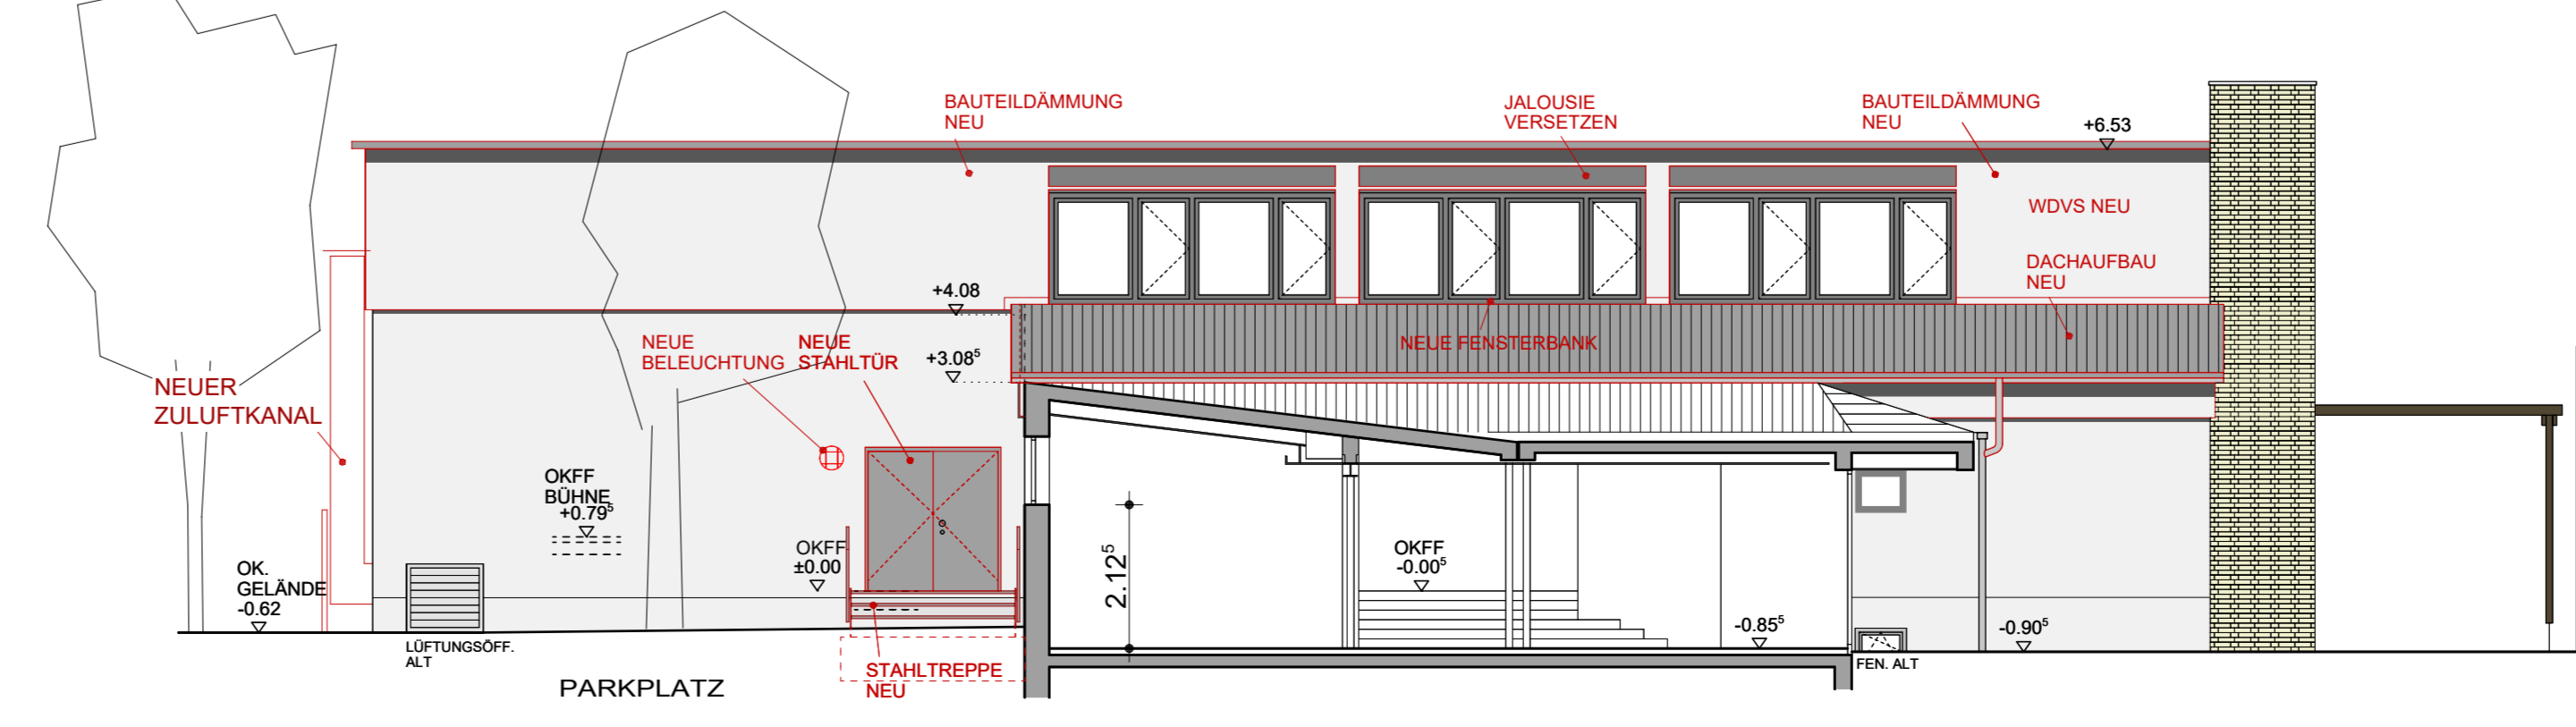 BAUTEILDÄMMUNG
NEU
JALOUSIE
VERSETZEN
BAUTEILDÄMMUNG
NEU
+6.53
WDVS NEU
DACHAUFBAU
NEU
+4.08
NEUE
BELEUCHTUNG
NEUE
STAHLTÜR
+3.08⁵
NEUE FENSTERBANK
NEUER
ZULUFTKANAL
OKFF
BÜHNE
+0.79⁵
OKFF
±0.00
OK.
GELÄNDE
-0.62
2.12⁵
OKFF
-0.00⁵
-0.85⁵
-0.90⁵
LÜFTUNGSÖFF.
ALT
STAHLTREPPE
NEU
FEN. ALT
PARKPLATZ